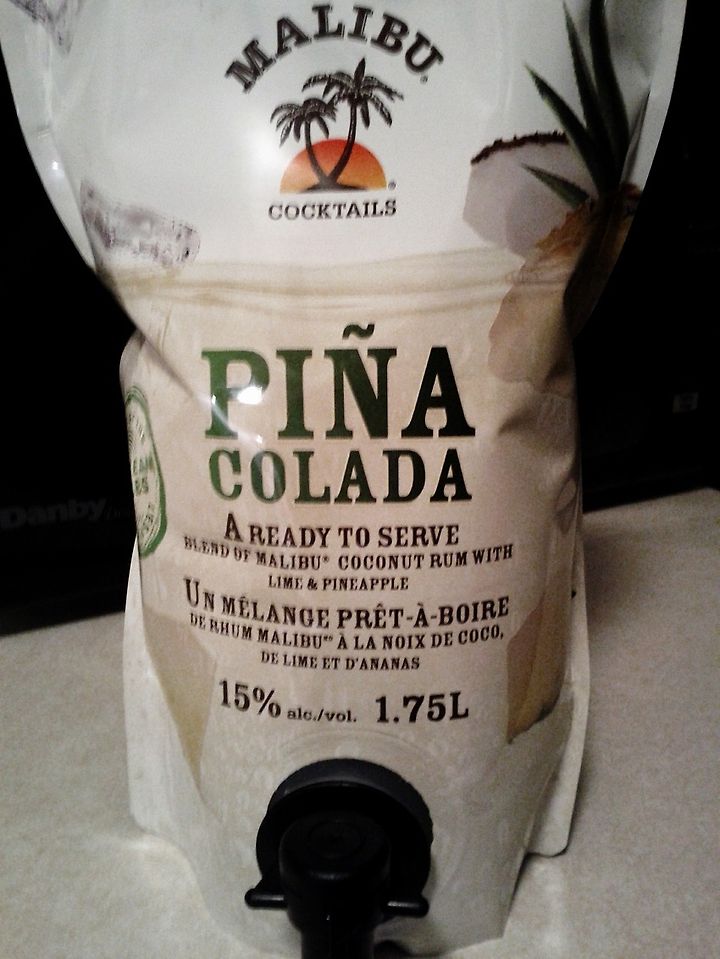 MALIBU
COCKTAILS
PIÑA
COLADA
A READY TO SERVE
BLEND OF MALIBU® COCONUT RUM WITH
LIME & PINEAPPLE
UN MÉLANGE PRÊT-À-BOIRE
DE RHUM MALIBU À LA NOIX DE COCO,
DE LIME ET D'ANANAS
15% alc./vol. 1.75L
Danby